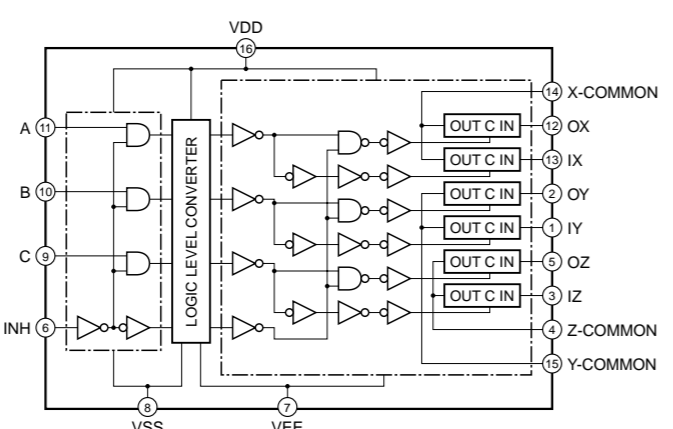 VDD
16
14 X-COMMON
A 11
OUT C IN 12 OX
OUT C IN 13 IX
B 10
OUT C IN 2 OY
LOGIC LEVEL CONVERTER
OUT C IN 1 IY
C 9
OUT C IN 5 OZ
OUT C IN 3 IZ
INH 6
4 Z-COMMON
15 Y-COMMON
8
7
VSS
VEE